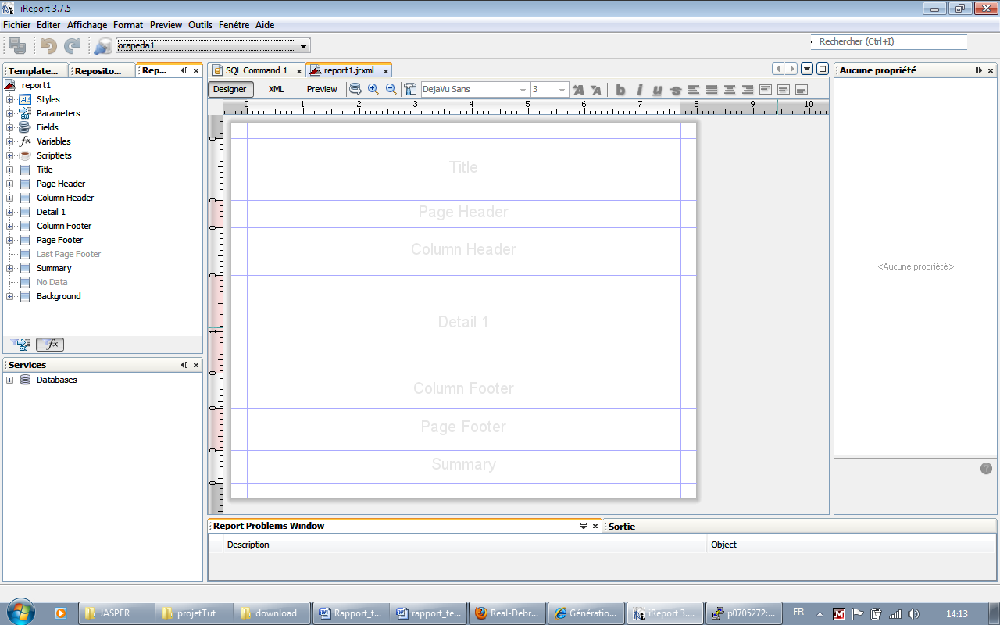 iReport 3.7.5
Fichier Editer Affichage Format Preview Outils Fenêtre Aide
orapeda1
Rechercher (Ctrl+I)
Template... Reposito... Rep...
report1
Styles
Parameters
Fields
Variables
Scriptlets
Title
Page Header
Column Header
Detail 1
Column Footer
Page Footer
Last Page Footer
Summary
No Data
Background
Services
Databases
SQL Command 1 report1.jrxml
Designer XML Preview DejaVu Sans 3
0 1 2 3 4 5 6 7 8 9 10
Title
Page Header
Column Header
Detail 1
Column Footer
Page Footer
Summary
Aucune propriété
<Aucune propriété>
Report Problems Window
Sortie
Description Object
JASPER projetTut download Rapport_t... rapport_te... Real-Debr... Génératio... iReport 3.... p0705272:... FR 14:13